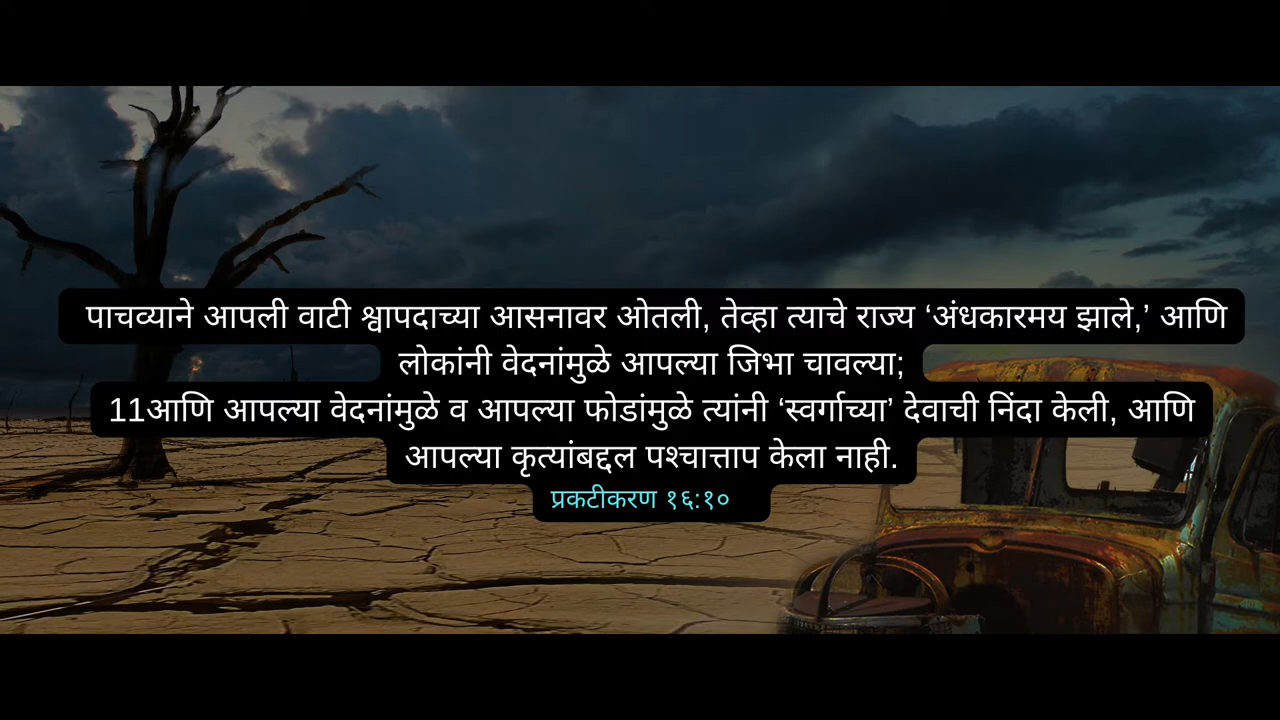 पाचव्याने आपली वाटी श्वापदाच्या आसनावर ओतली, तेव्हा त्याचे राज्य ‘अंधकारमय झाले,’ आणि
लोकांनी वेदनांमुळे आपल्या जिभा चावल्या;
11आणि आपल्या वेदनांमुळे व आपल्या फोडांमुळे त्यांनी ‘स्वर्गाच्या’ देवाची निंदा केली, आणि
आपल्या कृत्यांबद्दल पश्चात्ताप केला नाही.
प्रकटीकरण १६:१०